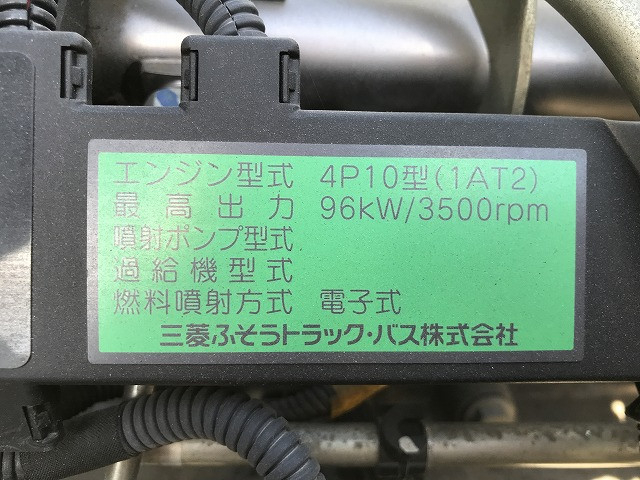 エンジン型式 4P10型(1AT2)
最高出力 96kW/3500rpm
噴射ポンプ型式
過給機型式
燃料噴射方式 電子式
三菱ふそうトラック・バス株式会社